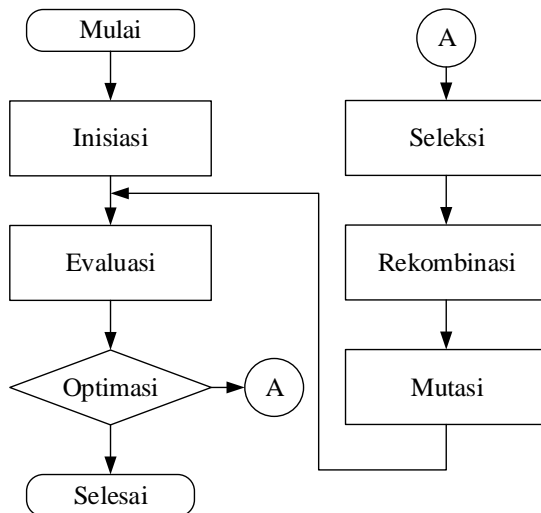 Mulai
Inisiasi
Evaluasi
Optimasi
A
Selesai
A
Seleksi
Rekombinasi
Mutasi